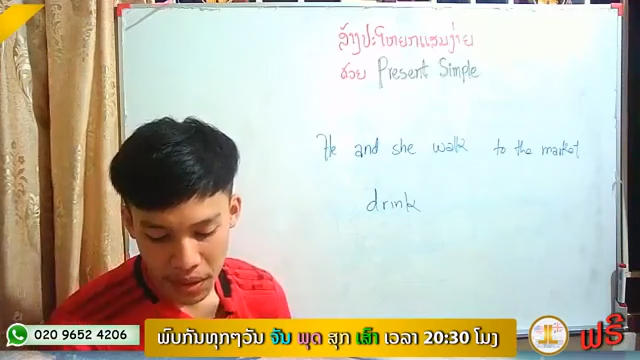 ສ້າງປະໂຫຍກແສນງ່າຍ
ດ້ວຍ Present Simple
He and she walk to the market
drink
020 9652 4206
ພົບກັນທຸກໆວັນ ຈັນ ພຸດ ສຸກ ເສົາ ເວລາ 20:30 ໂມງ
ຟຣີ